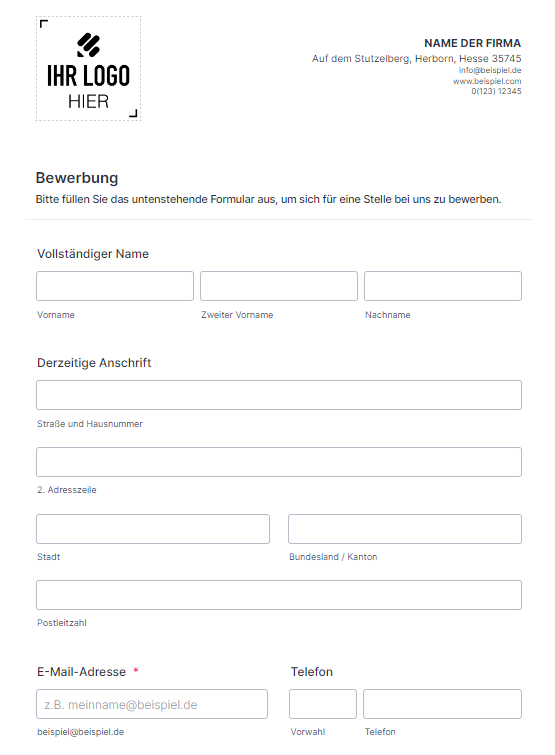 IHR LOGO
HIER
NAME DER FIRMA
Auf dem Stutzelberg, Herborn, Hesse 35745
info@beispiel.de
www.beispiel.com
0(123) 12345
Bewerbung
Bitte füllen Sie das untenstehende Formular aus, um sich für eine Stelle bei uns zu bewerben.
Vollständiger Name
Vorname Zweiter Vorname Nachname
Derzeitige Anschrift
Straße und Hausnummer
2. Adresszeile
Stadt Bundesland / Kanton
Postleitzahl
E-Mail-Adresse * Telefon
z.B. meinname@beispiel.de
beispiel@beispiel.de Vorwahl Telefon